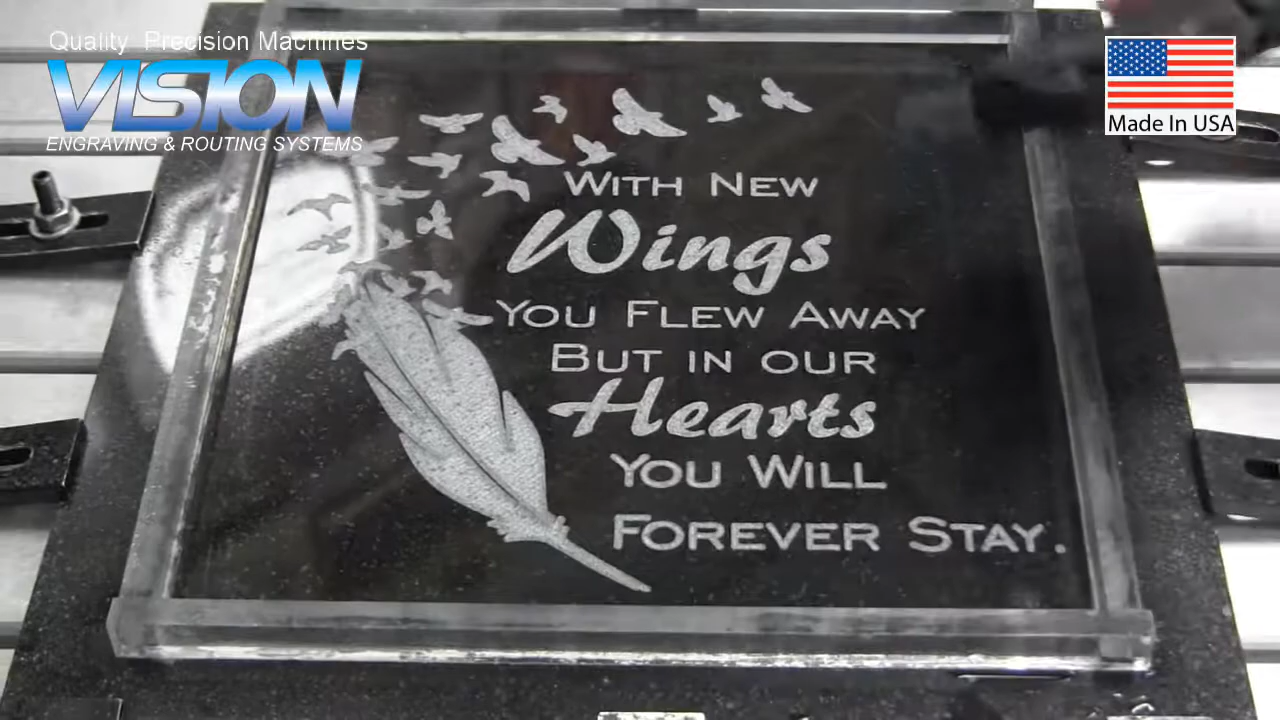 Quality Precision Machines
VISION
ENGRAVING & ROUTING SYSTEMS
Made In USA
WITH NEW
Wings
YOU FLEW AWAY
BUT IN OUR
Hearts
YOU WILL
FOREVER STAY.